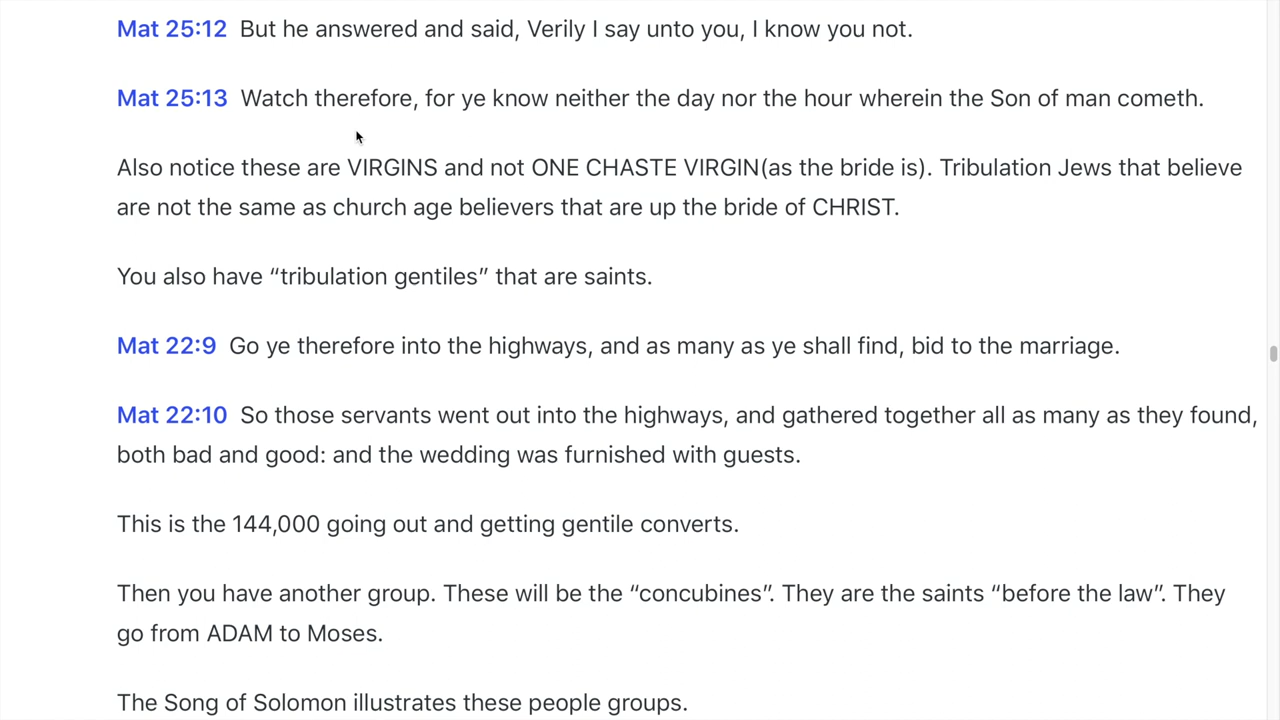 Mat 25:12 But he answered and said, Verily I say unto you, I know you not.
Mat 25:13 Watch therefore, for ye know neither the day nor the hour wherein the Son of man cometh.
Also notice these are VIRGINS and not ONE CHASTE VIRGIN(as the bride is). Tribulation Jews that believe
are not the same as church age believers that are up the bride of CHRIST.
You also have “tribulation gentiles” that are saints.
Mat 22:9 Go ye therefore into the highways, and as many as ye shall find, bid to the marriage.
Mat 22:10 So those servants went out into the highways, and gathered together all as many as they found,
both bad and good: and the wedding was furnished with guests.
This is the 144,000 going out and getting gentile converts.
Then you have another group. These will be the “concubines”. They are the saints “before the law”. They
go from ADAM to Moses.
The Song of Solomon illustrates these people groups.